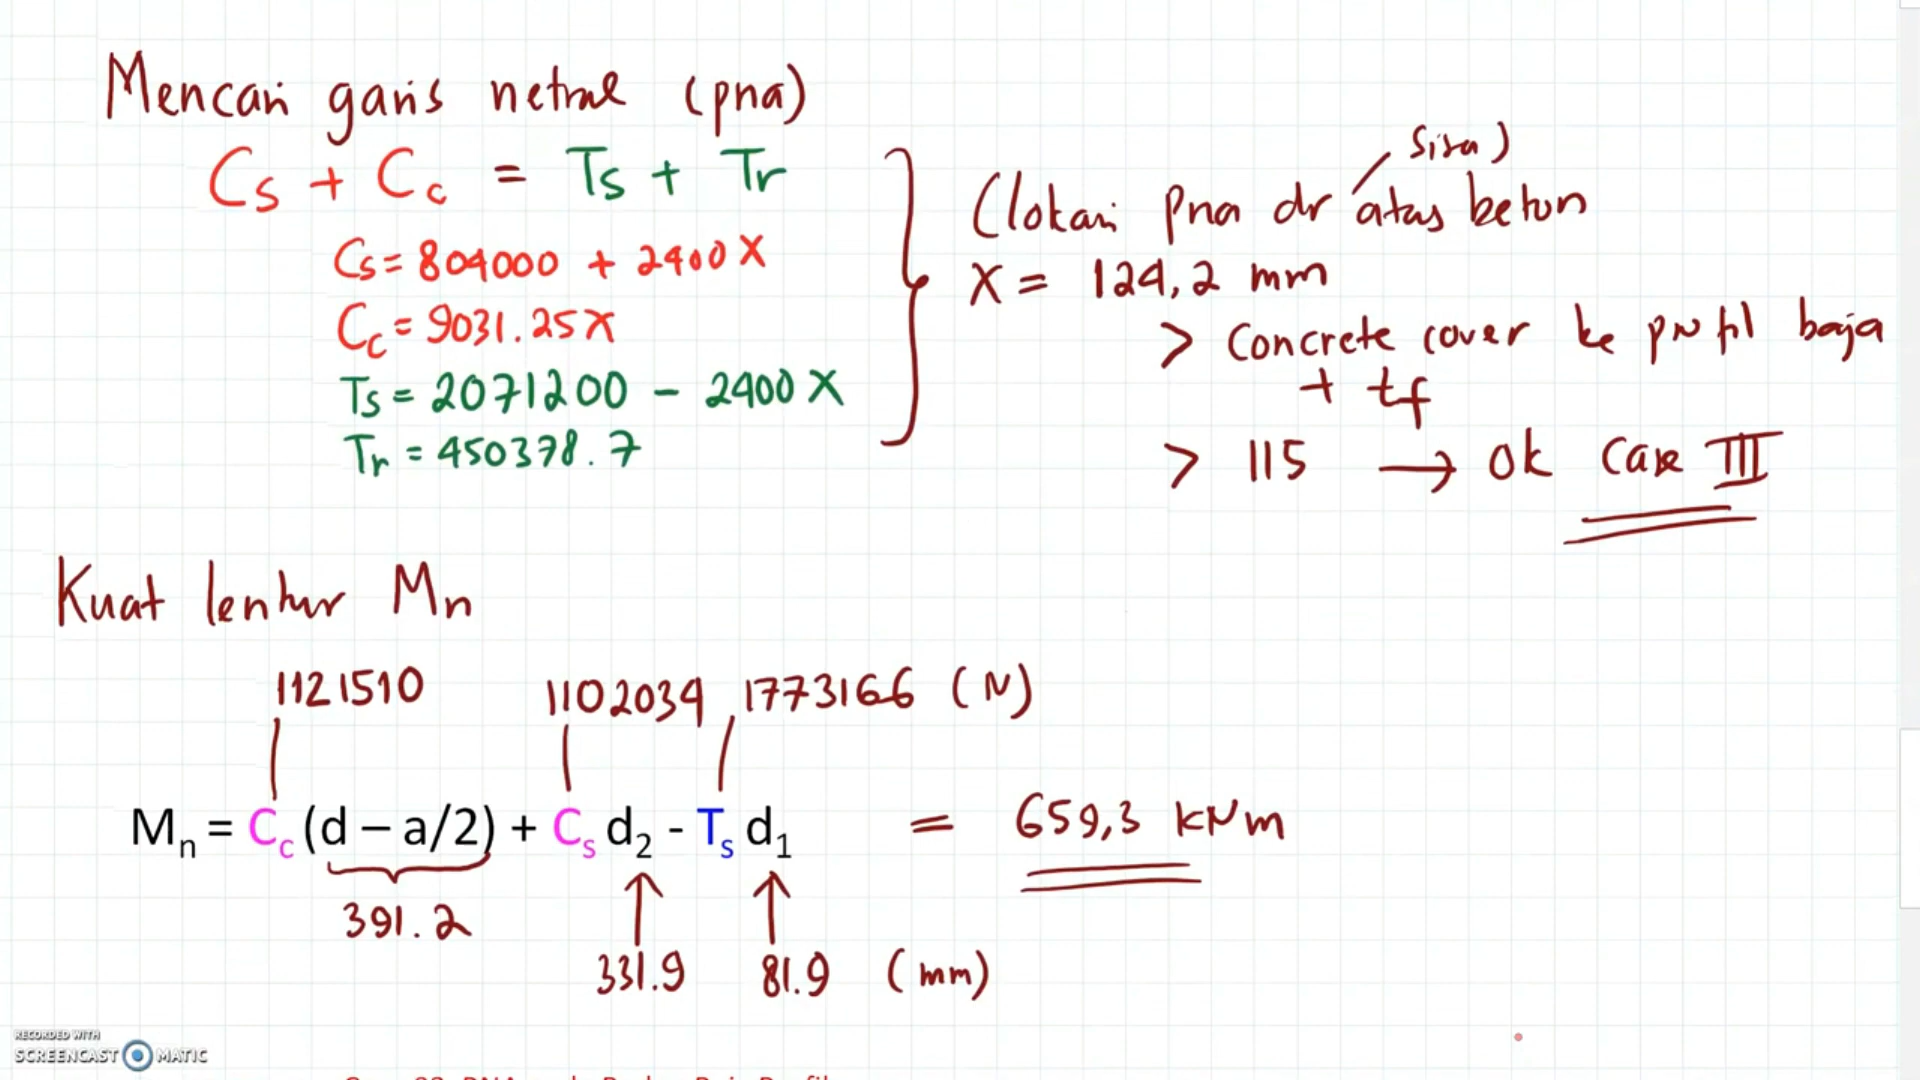 Mencari garis netral (pna)
Cs + Cc = Ts + Tr
Cs = 804000 + 2400 X
Cc = 9031.25X
Ts = 2071200 - 2400 X
Tr = 450378.7
sisa)
(lokasi pna dr atas beton
X = 124,2 mm
> Concrete cover ke profil baja
+ tf
> 115 → ok Case III
Kuat lentur Mn
1121510 1102034 1773166 (N)
Mn = Cc (d – a/2) + Cs d2 - Ts d1 = 659,3 kNm
391.2
331.9 81.9 (mm)
RECORDED WITH
SCREENCAST MATIC